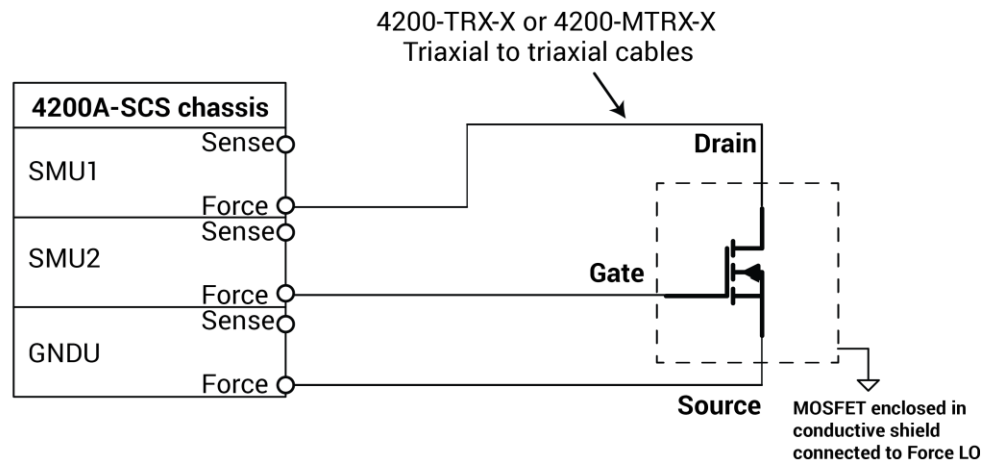 4200-TRX-X or 4200-MTRX-X
Triaxial to triaxial cables
4200A-SCS chassis
Sense
SMU1
Force
Sense
SMU2
Force
Sense
GNDU
Force
Drain
Gate
Source
MOSFET enclosed in
conductive shield
connected to Force LO